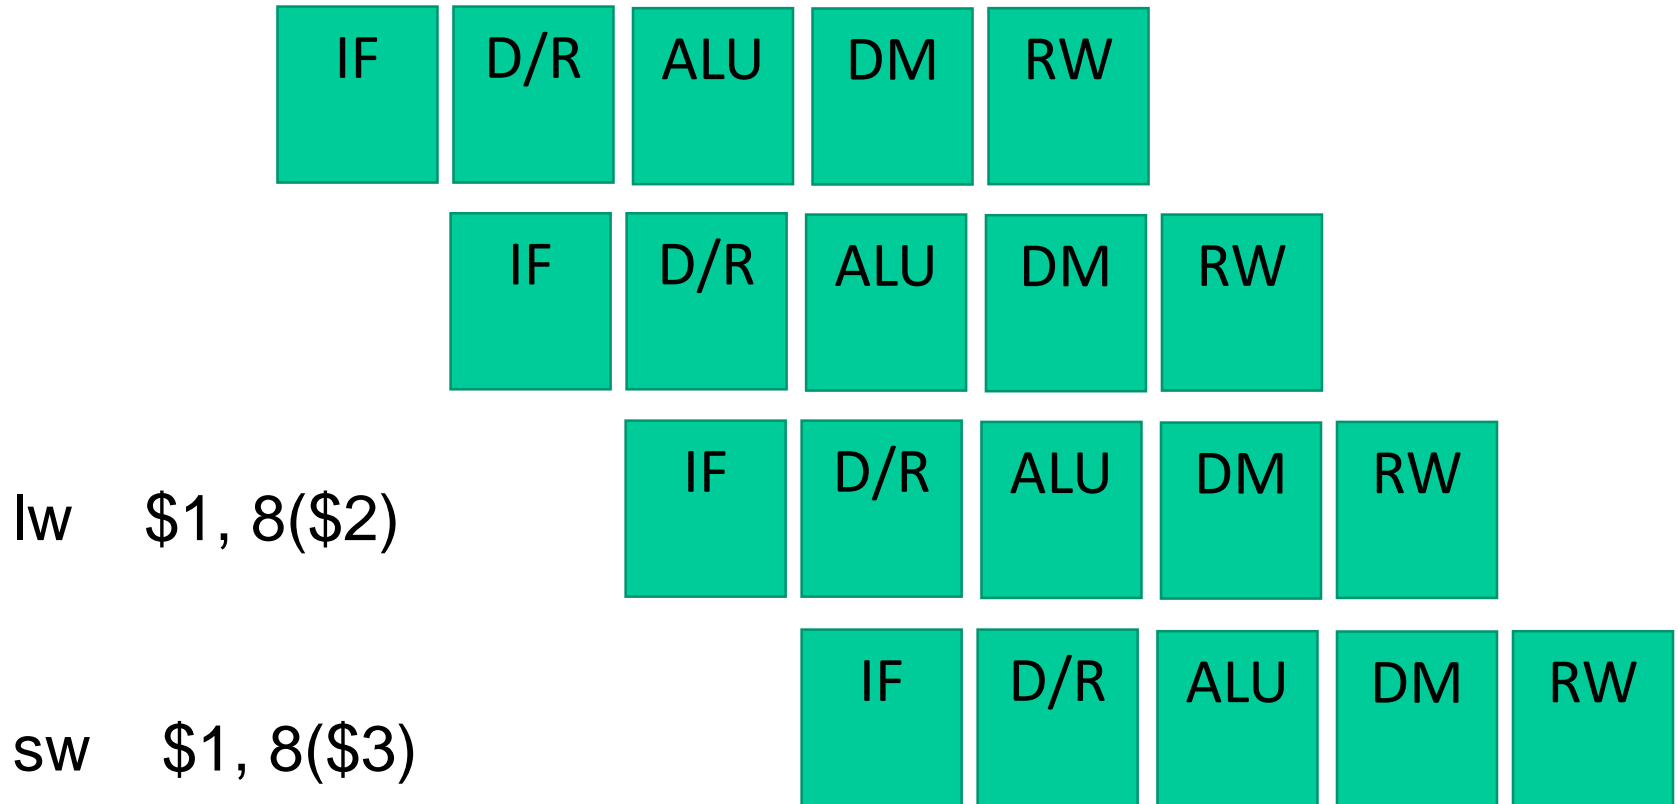 IF D/R ALU DM RW
IF D/R ALU DM RW
IF D/R ALU DM RW
lw $1, 8($2)
IF D/R ALU DM RW
sw $1, 8($3)